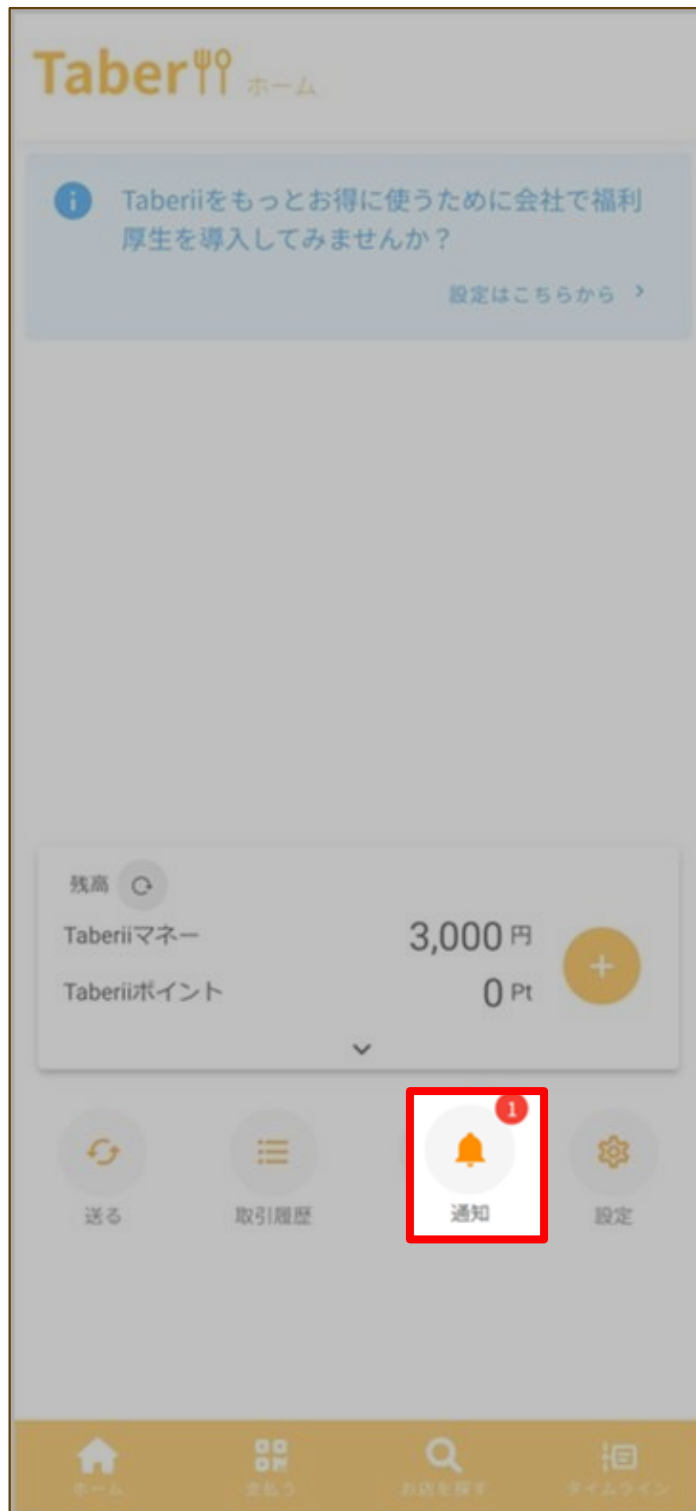 Taberii ホーム
Taberiiをもっとお得に使うために会社で福利
厚生を導入してみませんか?
設定はこちらから >
残高
Taberiiマネー 3,000 円
Taberiiポイント 0 Pt
1
送る 取引履歴 通知 設定
ホーム 支払う お店を探す タイムライン